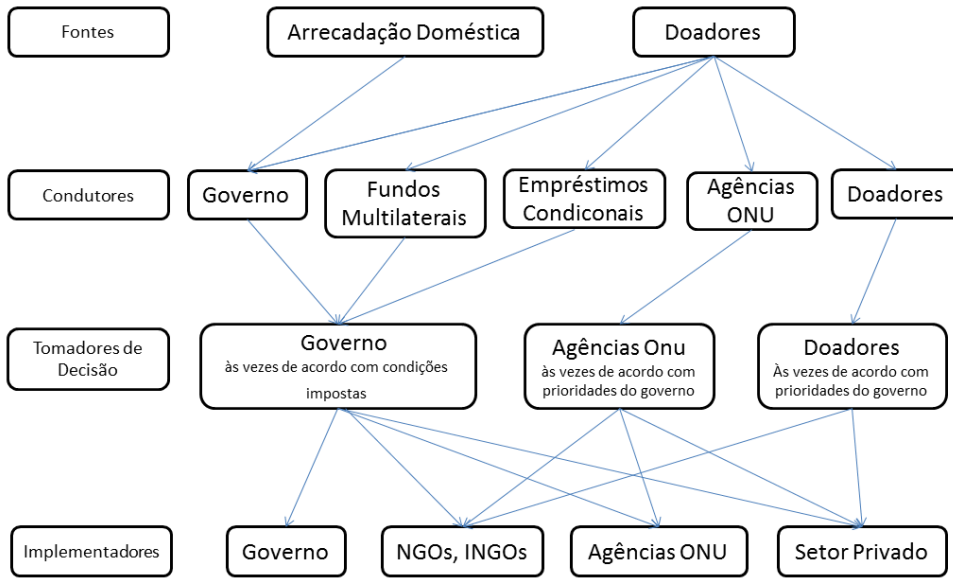 Fontes
Arrecadação Doméstica
Doadores
Condutores
Governo
Fundos
Multilaterais
Empréstimos
Condiconais
Agências
ONU
Doadores
Tomadores de
Decisão
Governo
às vezes de acordo com condições
impostas
Agências Onu
às vezes de acordo com
prioridades do governo
Doadores
Às vezes de acordo com
prioridades do governo
Implementadores
Governo
NGOs, INGOs
Agências ONU
Setor Privado